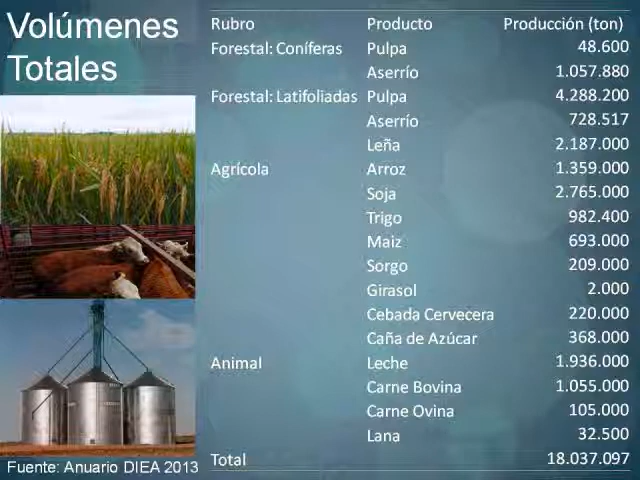 Volúmenes
Totales
Rubro Producto Producción (ton)
Forestal: Coníferas Pulpa 48.600
Aserrío 1.057.880
Forestal: Latifoliadas Pulpa 4.288.200
Aserrío 728.517
Leña 2.187.000
Agrícola Arroz 1.359.000
Soja 2.765.000
Trigo 982.400
Maiz 693.000
Sorgo 209.000
Girasol 2.000
Cebada Cervecera 220.000
Caña de Azúcar 368.000
Animal Leche 1.936.000
Carne Bovina 1.055.000
Carne Ovina 105.000
Lana 32.500
Total 18.037.097
Fuente: Anuario DIEA 2013